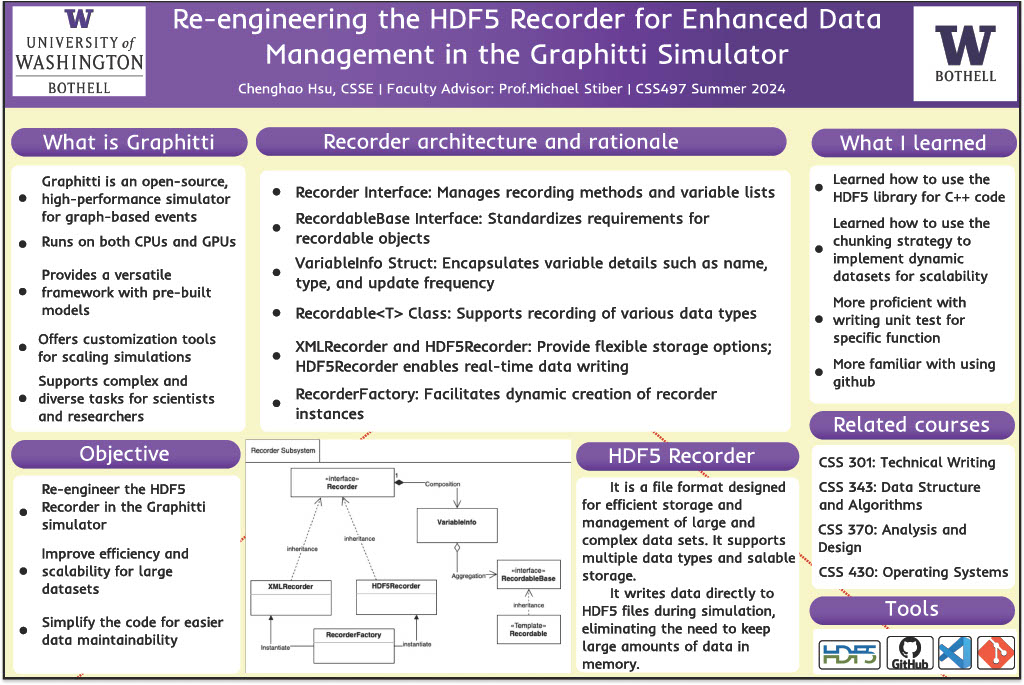 UNIVERSITY of
WASHINGTON
BOTHELL
Re-engineering the HDF5 Recorder for Enhanced Data
Management in the Graphitti Simulator
Chenghao Hsu, CSSE | Faculty Advisor: Prof.Michael Stiber | CSS497 Summer 2024
W
BOTHELL
What is Graphitti
Graphitti is an open-source,
high-performance simulator
for graph-based events
Runs on both CPUs and GPUs
Provides a versatile
framework with pre-built
models
Offers customization tools
for scaling simulations
Supports complex and
diverse tasks for scientists
and researchers
Objective
Re-engineer the HDF5
Recorder in the Graphitti
simulator
Improve efficiency and
scalability for large
datasets
Simplify the code for easier
data maintainability
Recorder architecture and rationale
Recorder Interface: Manages recording methods and variable lists
RecordableBase Interface: Standardizes requirements for
recordable objects
VariableInfo Struct: Encapsulates variable details such as name,
type, and update frequency
Recordable<T> Class: Supports recording of various data types
XMLRecorder and HDF5Recorder: Provide flexible storage options;
HDF5Recorder enables real-time data writing
RecorderFactory: Facilitates dynamic creation of recorder
instances
Recorder Subsystem
«interface»
Recorder
1
Composition
VariableInfo
inheritance
inheritance
Aggregation
«interface»
RecordableBase
XMLRecorder
HDF5Recorder
inheritance
«Template»
Recordable
RecorderFactory
Instantiate
instantiate
HDF5 Recorder
It is a file format designed
for efficient storage and
management of large and
complex data sets. It supports
multiple data types and salable
storage.
It writes data directly to
HDF5 files during simulation,
eliminating the need to keep
large amounts of data in
memory.
What I learned
Learned how to use the
HDF5 library for C++ code
Learned how to use the
chunking strategy to
implement dynamic
datasets for scalability
More proficient with
writing unit test for
specific function
More familiar with using
github
Related courses
CSS 301: Technical Writing
CSS 343: Data Structure
and Algorithms
CSS 370: Analysis and
Design
CSS 430: Operating Systems
Tools
HDF5
GitHub